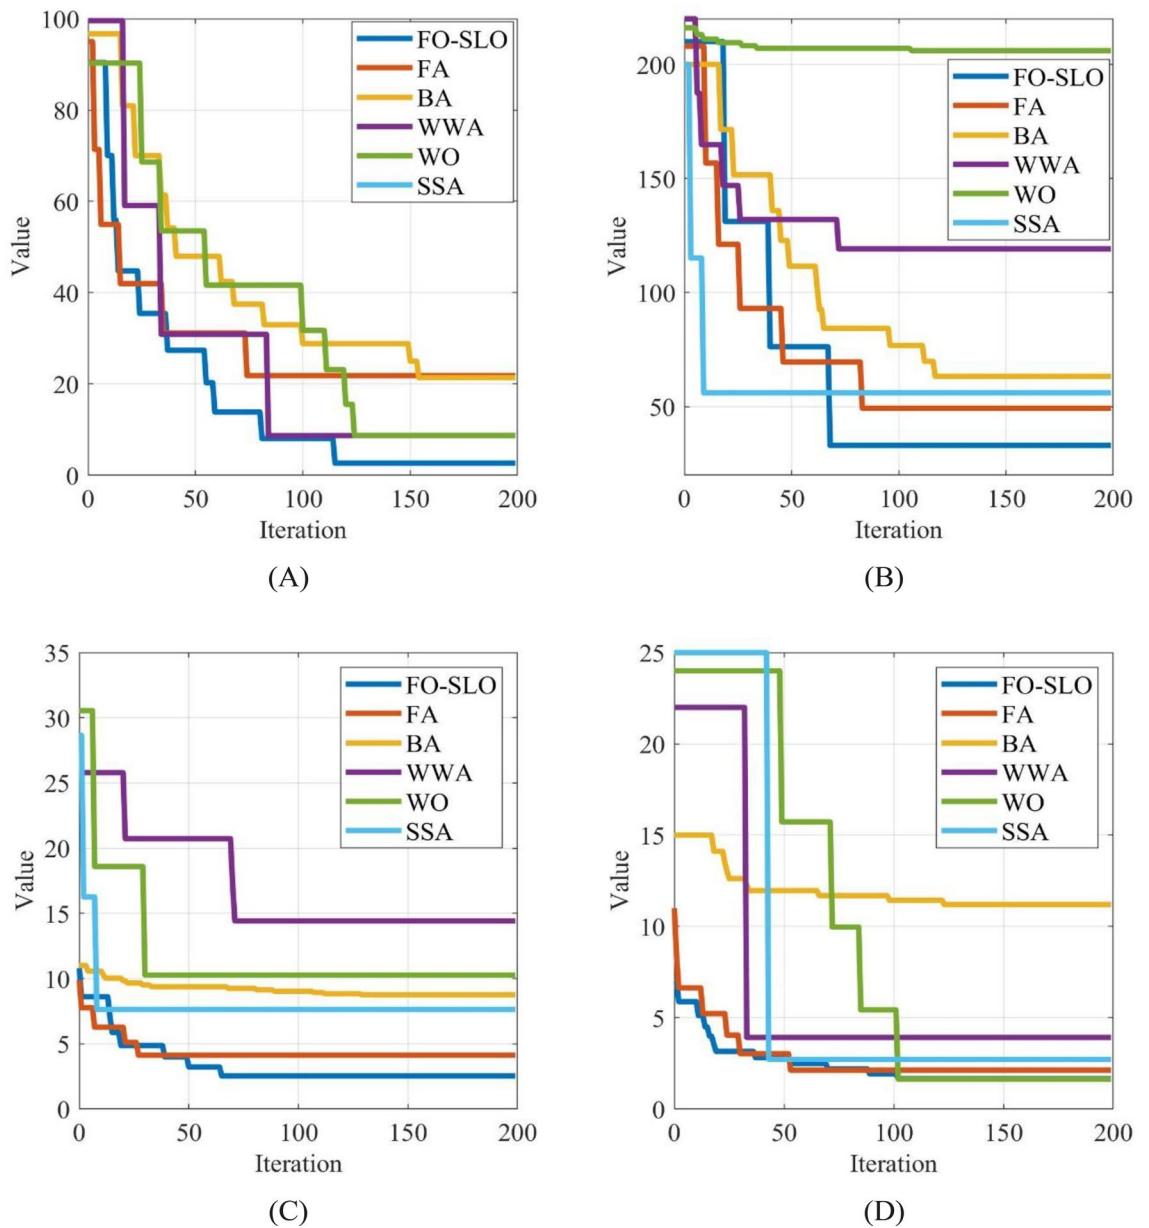 100
80
60
40
20
0
Value
FO-SLO
FA
BA
WWA
WO
SSA
0 50 100 150 200
Iteration
(A)
200
150
100
50
Value
FO-SLO
FA
BA
WWA
WO
SSA
0 50 100 150 200
Iteration
(B)
35
30
25
20
15
10
5
0
Value
FO-SLO
FA
BA
WWA
WO
SSA
0 50 100 150 200
Iteration
(C)
25
20
15
10
5
0
Value
FO-SLO
FA
BA
WWA
WO
SSA
0 50 100 150 200
Iteration
(D)